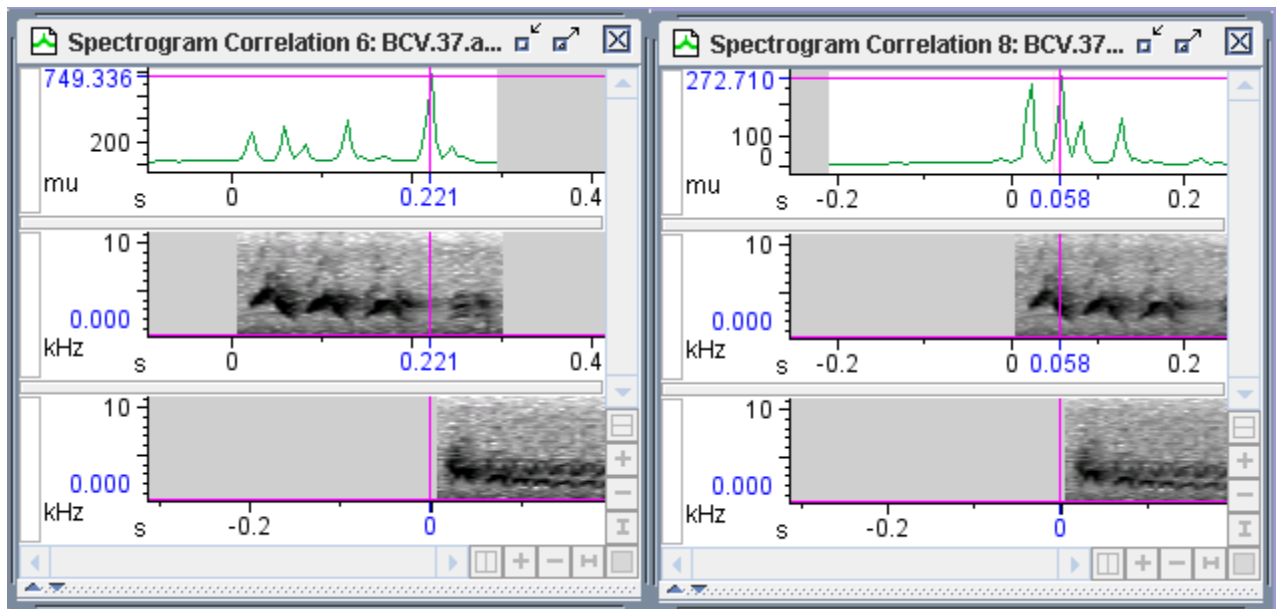 Spectrogram Correlation 6: BCV.37.a...
749.336
200
mu
s
0
0.221
0.4
10
0.000
kHz
s
0
0.221
0.4
10
0.000
kHz
s
-0.2
0
Spectrogram Correlation 8: BCV.37...
272.710
100
0
mu
s
-0.2
0
0.058
0.2
10
0.000
kHz
s
-0.2
0
0.058
0.2
10
0.000
kHz
s
-0.2
0